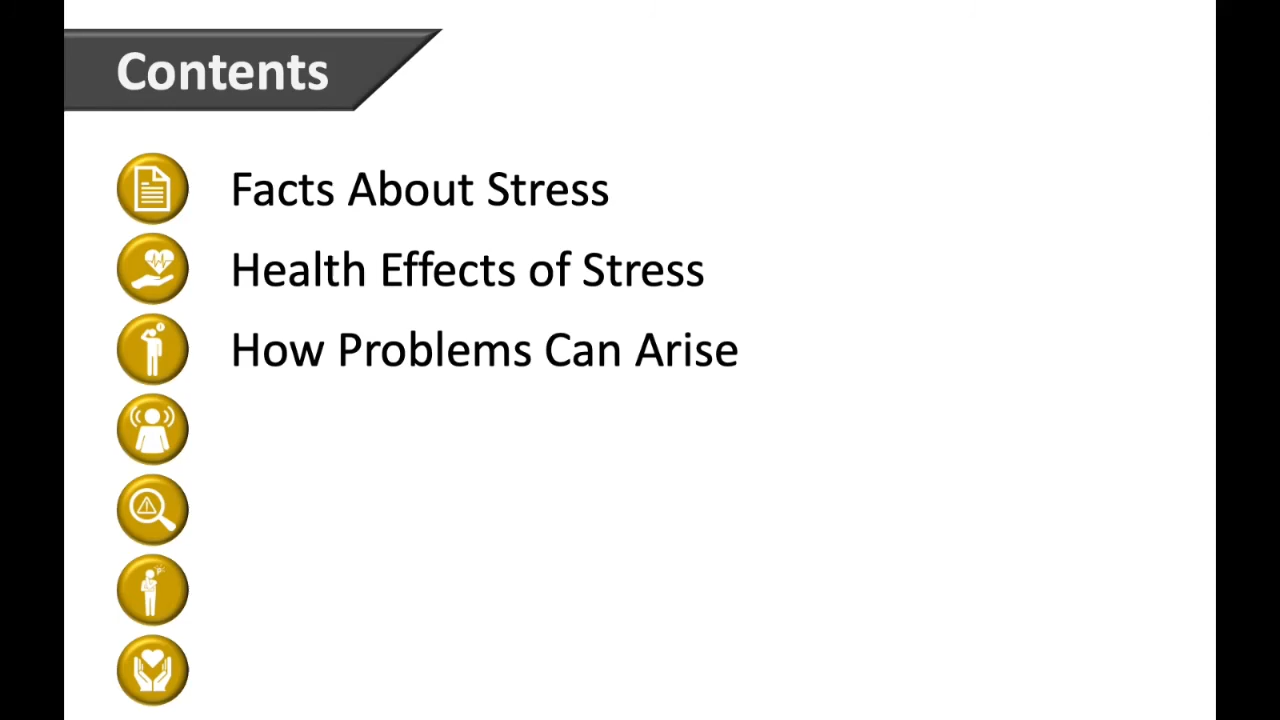 Contents
Facts About Stress
Health Effects of Stress
How Problems Can Arise